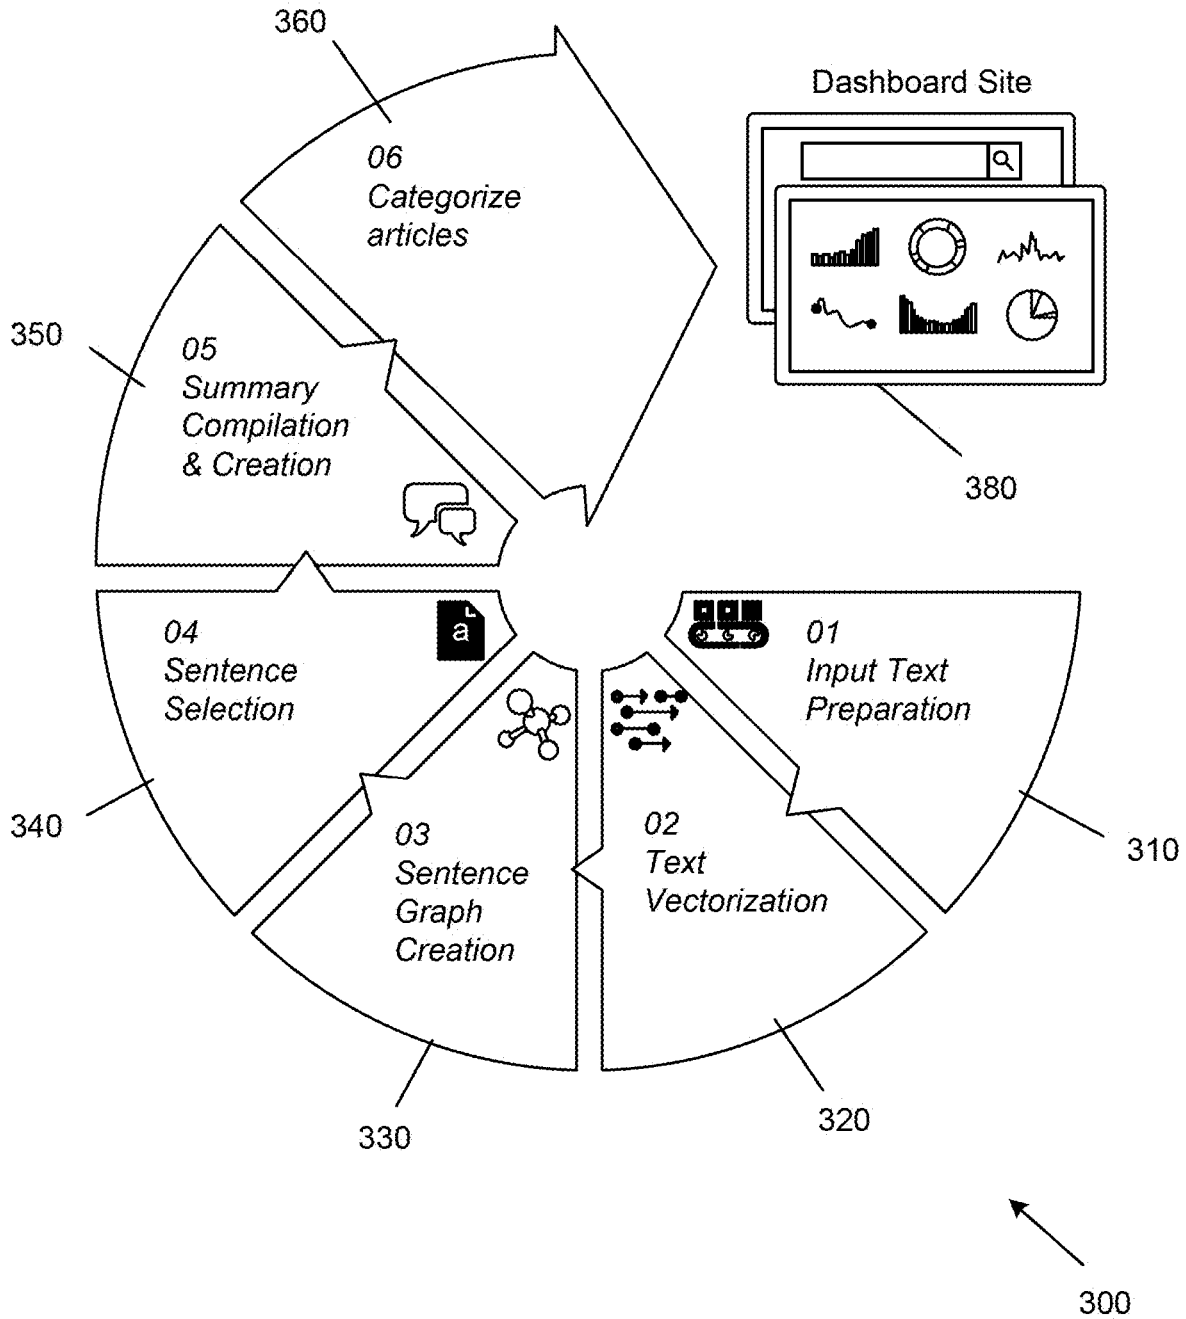 360
Dashboard Site
06
Categorize
articles
350
05
Summary
Compilation
& Creation
380
04
Sentence
Selection
a
01
Input Text
Preparation
340
03
Sentence
Graph
Creation
02
Text
Vectorization
310
330
320
300